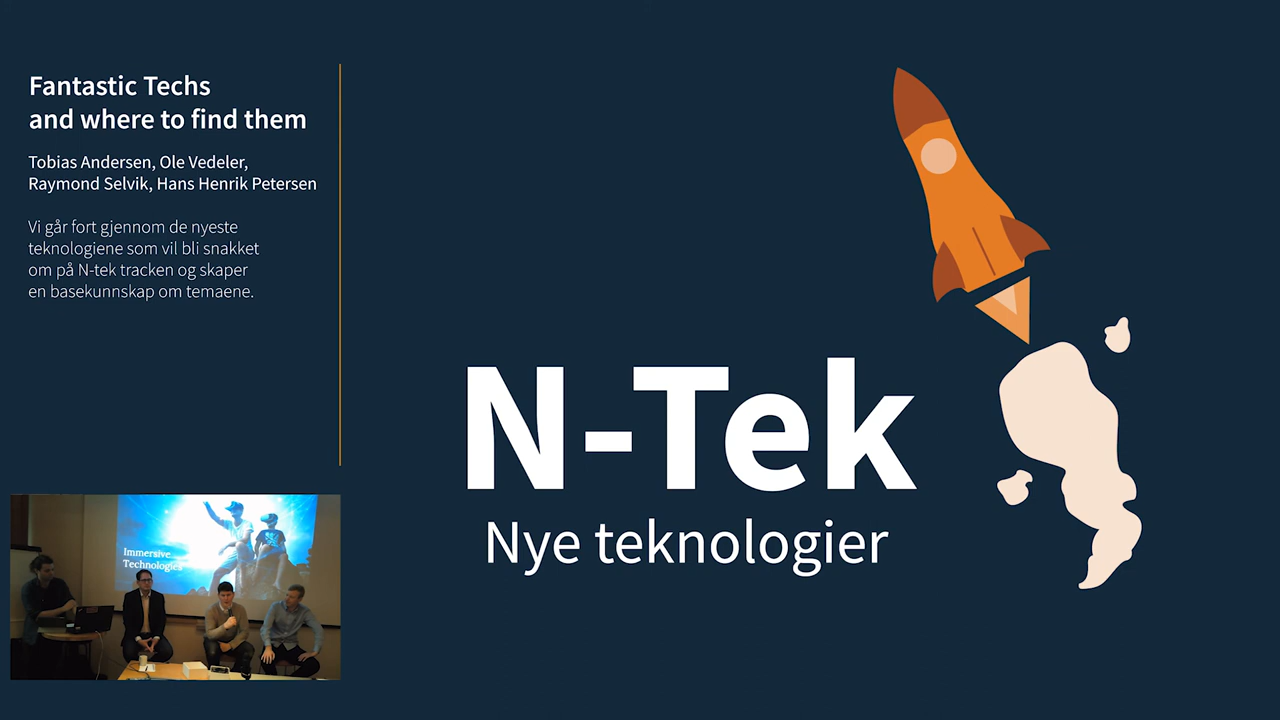 Fantastic Techs
and where to find them
Tobias Andersen, Ole Vedeler,
Raymond Selvik, Hans Henrik Petersen
Vi går fort gjennom de nyeste
teknologiene som vil bli snakket
om på N-tek tracken og skaper
en basekunnskap om temaene.
N-Tek
Nye teknologier
Immersive
Technologies